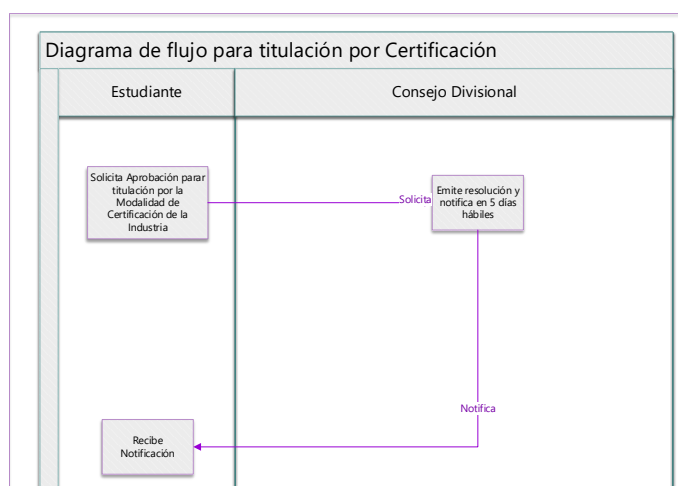 Diagrama de flujo para titulación por Certificación
Estudiante
Consejo Divisional
Solicita Aprobación parar
titulación por la
Modalidad de
Certificación de la
Industria
Solicita
Emite resolución y
notifica en 5 días
hábiles
Notifica
Recibe
Notificación